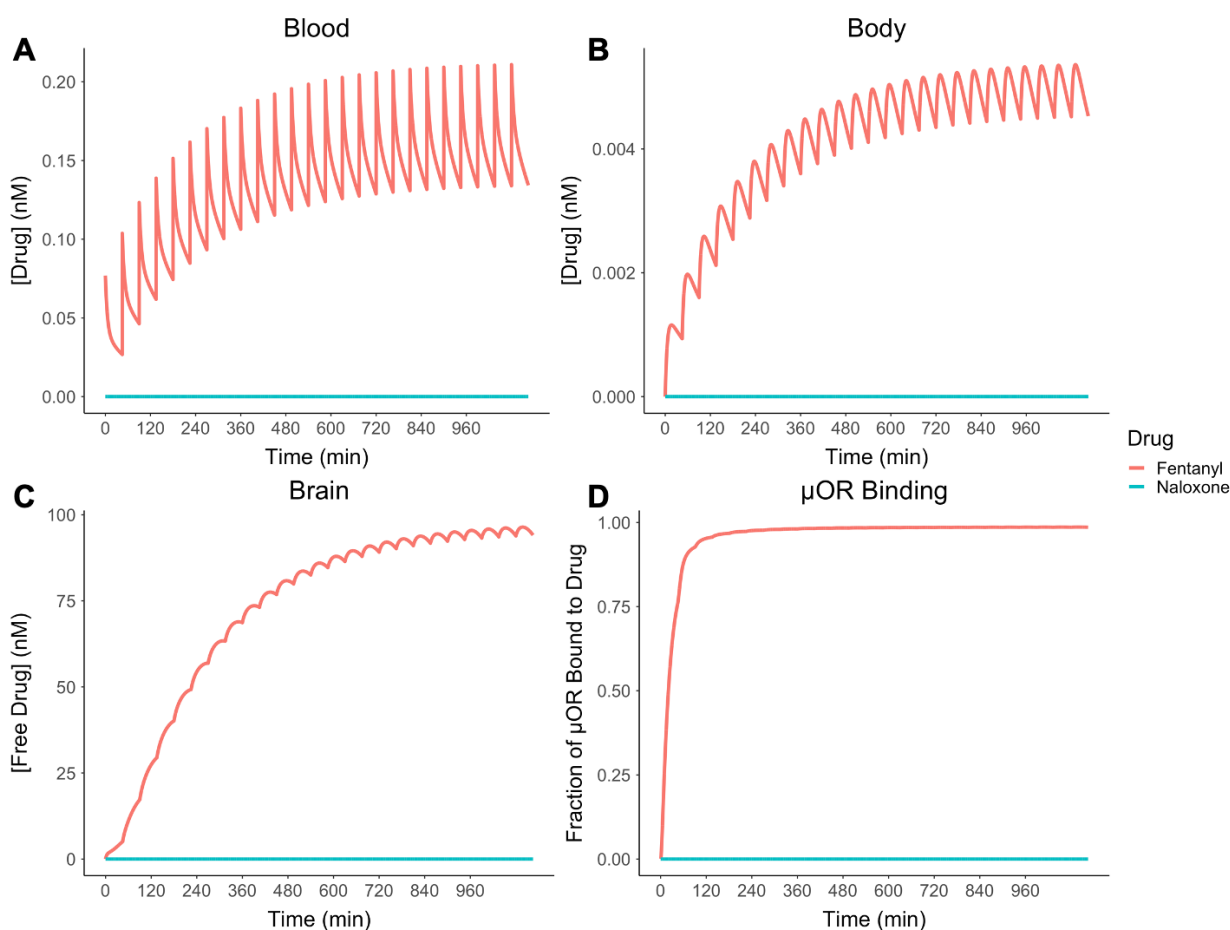 A
Blood
[Drug] (nM)
0.20
0.15
0.10
0.05
0.00
0 120 240 360 480 600 720 840 960
Time (min)
B
Body
[Drug] (nM)
0.004
0.002
0.000
0 120 240 360 480 600 720 840 960
Time (min)
Drug
Fentanyl
Naloxone
C
Brain
[Free Drug] (nM)
100
75
50
25
0
0 120 240 360 480 600 720 840 960
Time (min)
D
µOR Binding
Fraction of µOR Bound to Drug
1.00
0.75
0.50
0.25
0.00
0 120 240 360 480 600 720 840 960
Time (min)